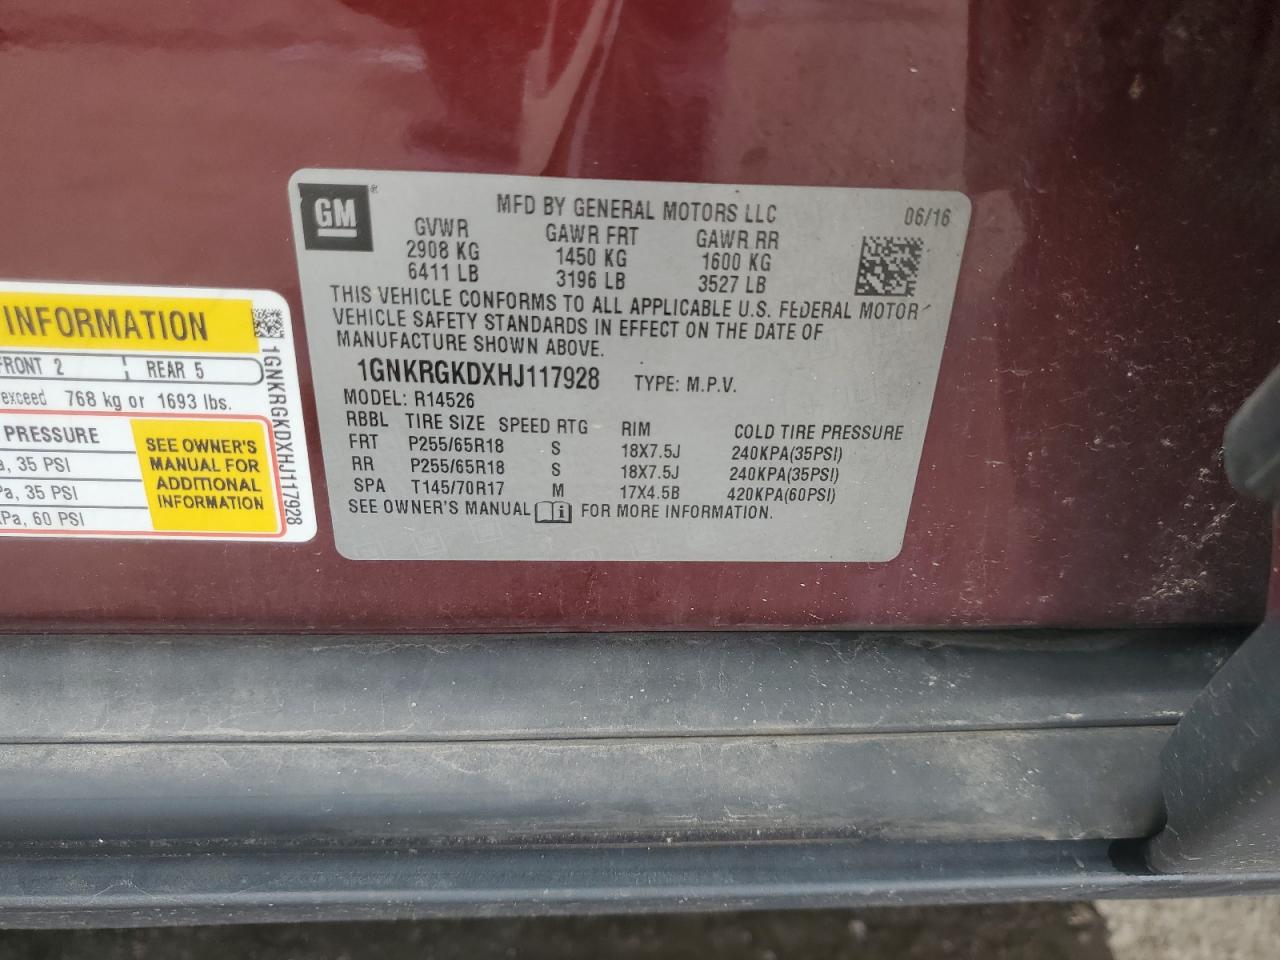 GM
®
MFD BY GENERAL MOTORS LLC
06/16
GVWR GAWR FRT GAWR RR
2908 KG 1450 KG 1600 KG
6411 LB 3196 LB 3527 LB
THIS VEHICLE CONFORMS TO ALL APPLICABLE U.S. FEDERAL MOTOR
VEHICLE SAFETY STANDARDS IN EFFECT ON THE DATE OF
MANUFACTURE SHOWN ABOVE.
1GNKRGKDXHJ117928 TYPE: M.P.V.
MODEL: R14526
RBBL TIRE SIZE SPEED RTG RIM COLD TIRE PRESSURE
FRT P255/65R18 S 18X7.5J 240KPA(35PSI)
RR P255/65R18 S 18X7.5J 240KPA(35PSI)
SPA T145/70R17 M 17X4.5B 420KPA(60PSI)
SEE OWNER'S MANUAL i FOR MORE INFORMATION.
INFORMATION
FRONT 2 REAR 5
exceed 768 kg or 1693 lbs.
PRESSURE
a, 35 PSI
Pa, 35 PSI
kPa, 60 PSI
SEE OWNER'S
MANUAL FOR
ADDITIONAL
INFORMATION
1GNKRGKDXHJ117928